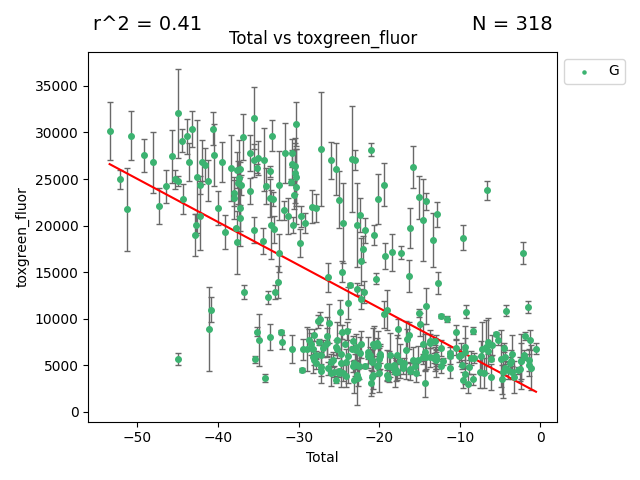 r^2 = 0.41
N = 318
Total vs toxgreen_fluor
G
35000
30000
25000
20000
15000
10000
5000
0
toxgreen_fluor
−50
−40
−30
−20
−10
0
Total